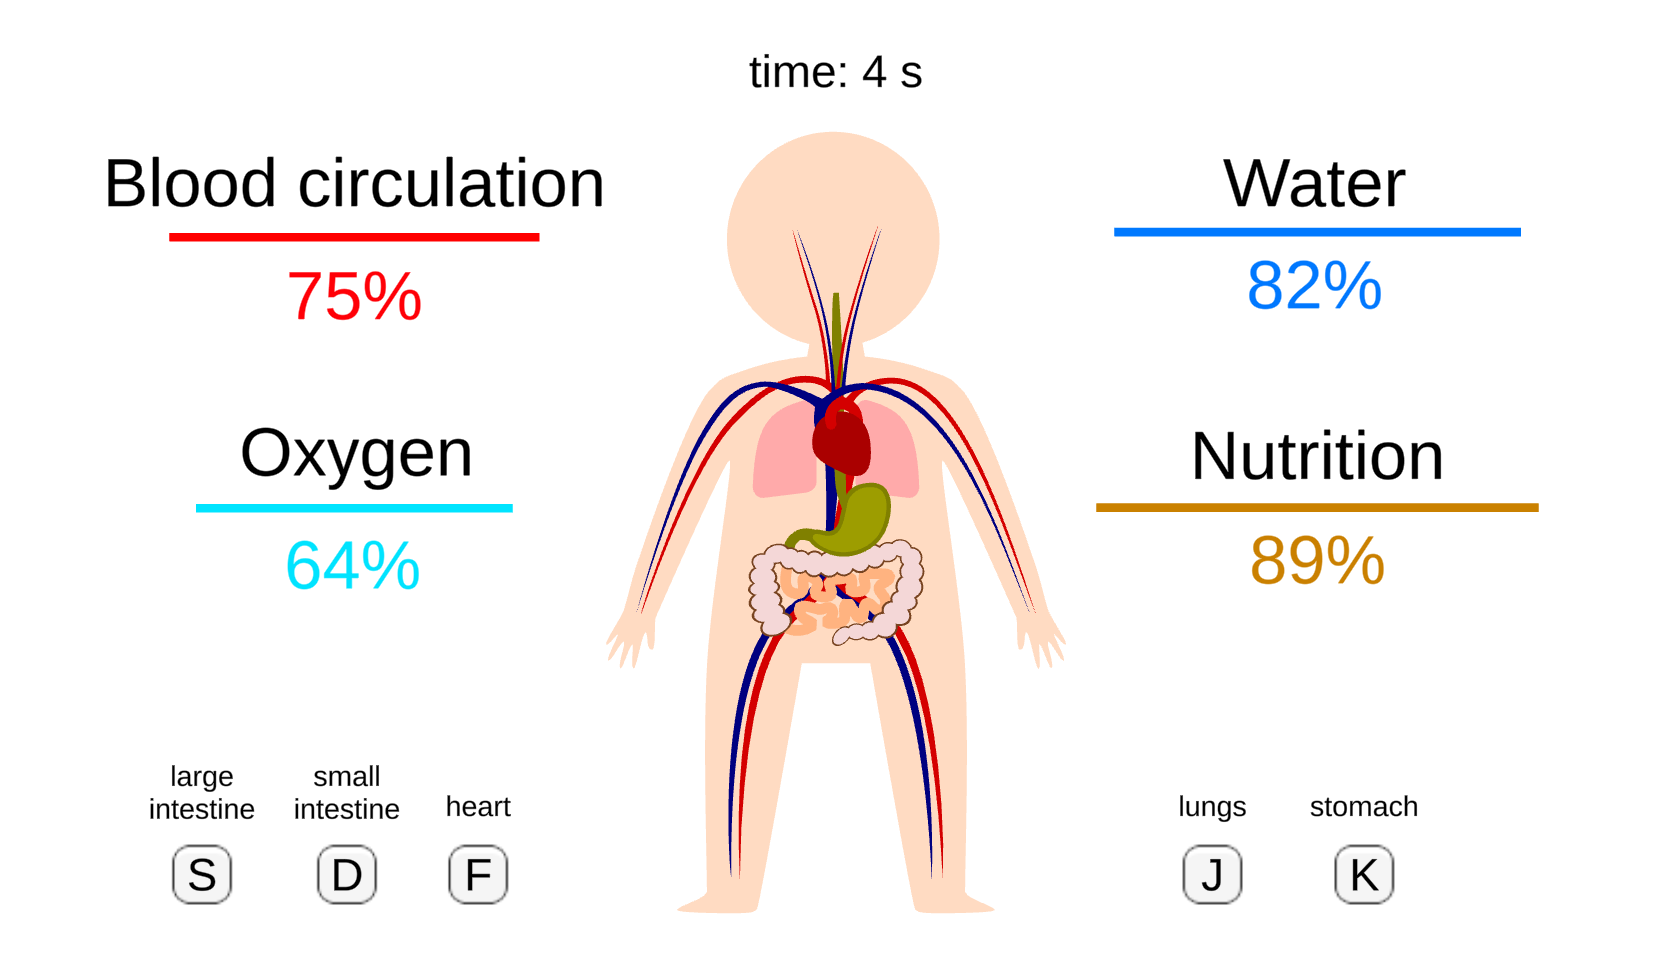 time: 4 s
Blood circulation
75%
Water
82%
Oxygen
64%
Nutrition
89%
large
intestine
S
small
intestine
D
heart
F
lungs
J
stomach
K